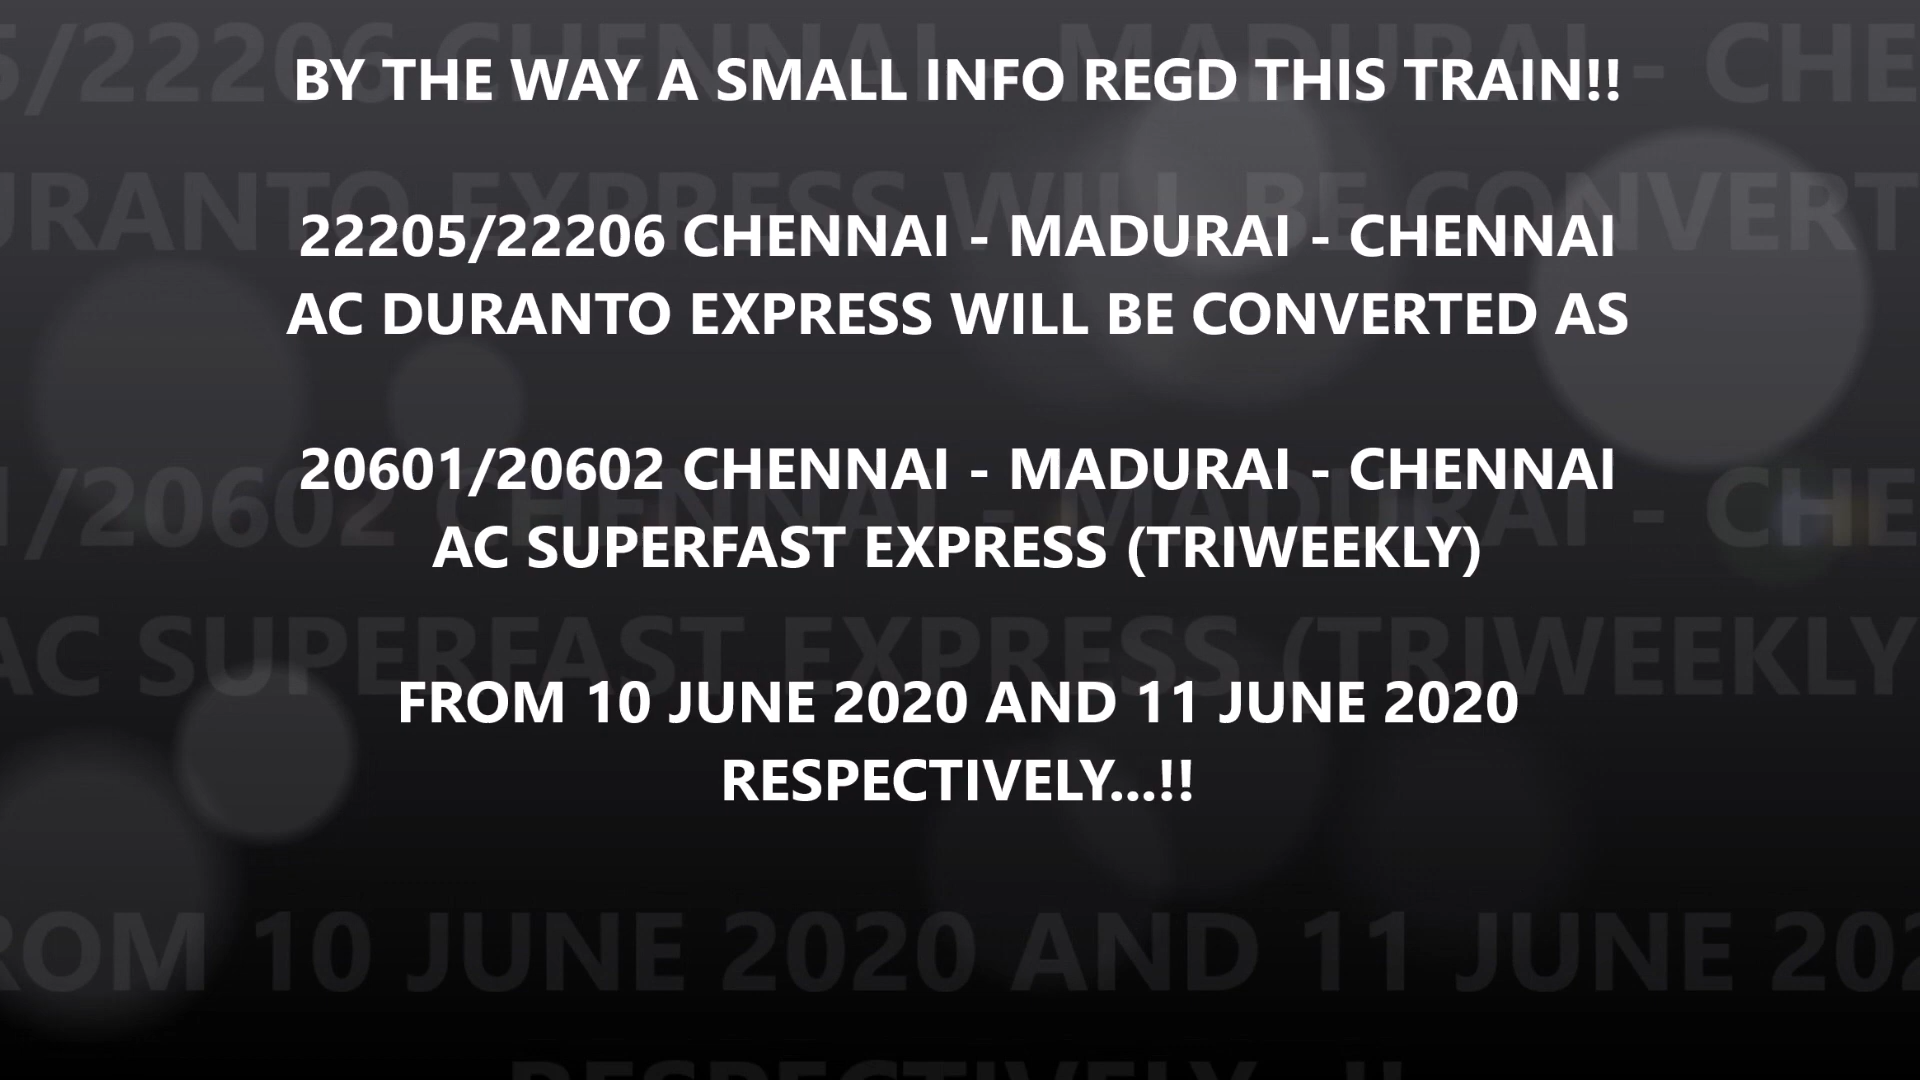 BY THE WAY A SMALL INFO REGD THIS TRAIN!!
22205/22206 CHENNAI - MADURAI - CHENNAI
AC DURANTO EXPRESS WILL BE CONVERTED AS
20601/20602 CHENNAI - MADURAI - CHENNAI
AC SUPERFAST EXPRESS (TRIWEEKLY)
FROM 10 JUNE 2020 AND 11 JUNE 2020
RESPECTIVELY...!!